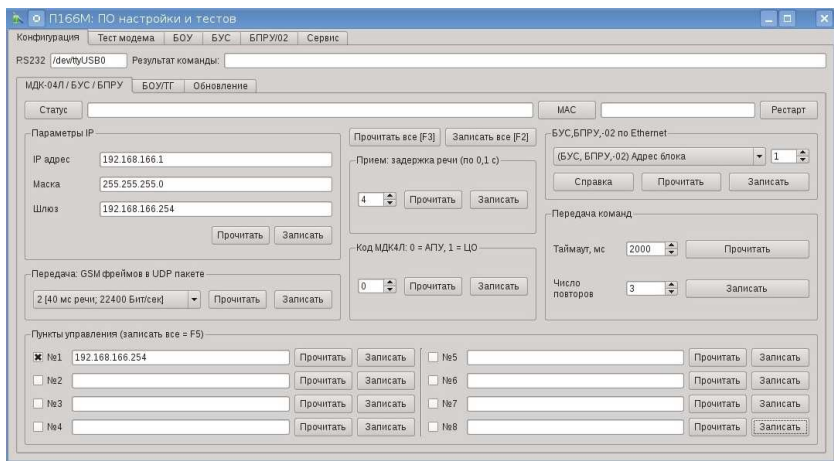 П166М: ПО настройки и тестов
Конфигурация Тест модема БОУ БУС БПРУ/02 Сервис
RS232 /dev/ttyUSB0 Результат команды:
МДК-04Л / БУС / БПРУ БОУ/ТГ Обновление
Статус MAC Рестарт
Параметры IP Прочитать все [F3] Записать все [F2] БУС,БПРУ,-02 по Ethernet
IP адрес 192.168.166.1 Прием: задержка речи (по 0,1 с) (БУС, БПРУ,-02) Адрес блока 1
Маска 255.255.255.0 4 Прочитать Записать Справка Прочитать Записать
Шлюз 192.168.166.254 Передача команд
Прочитать Записать Код МДК4Л: 0 = АПУ, 1 = ЦО Таймаут, мс 2000 Прочитать
Передача: GSM фреймов в UDP пакете
2 [40 мс речи; 22400 Бит/сек] Прочитать Записать 0 Прочитать Записать Число повторов 3 Записать
Пункты управления (записать все = F5)
№1 192.168.166.254 Прочитать Записать №5 Прочитать Записать
№2 Прочитать Записать №6 Прочитать Записать
№3 Прочитать Записать №7 Прочитать Записать
№4 Прочитать Записать №8 Прочитать Записать